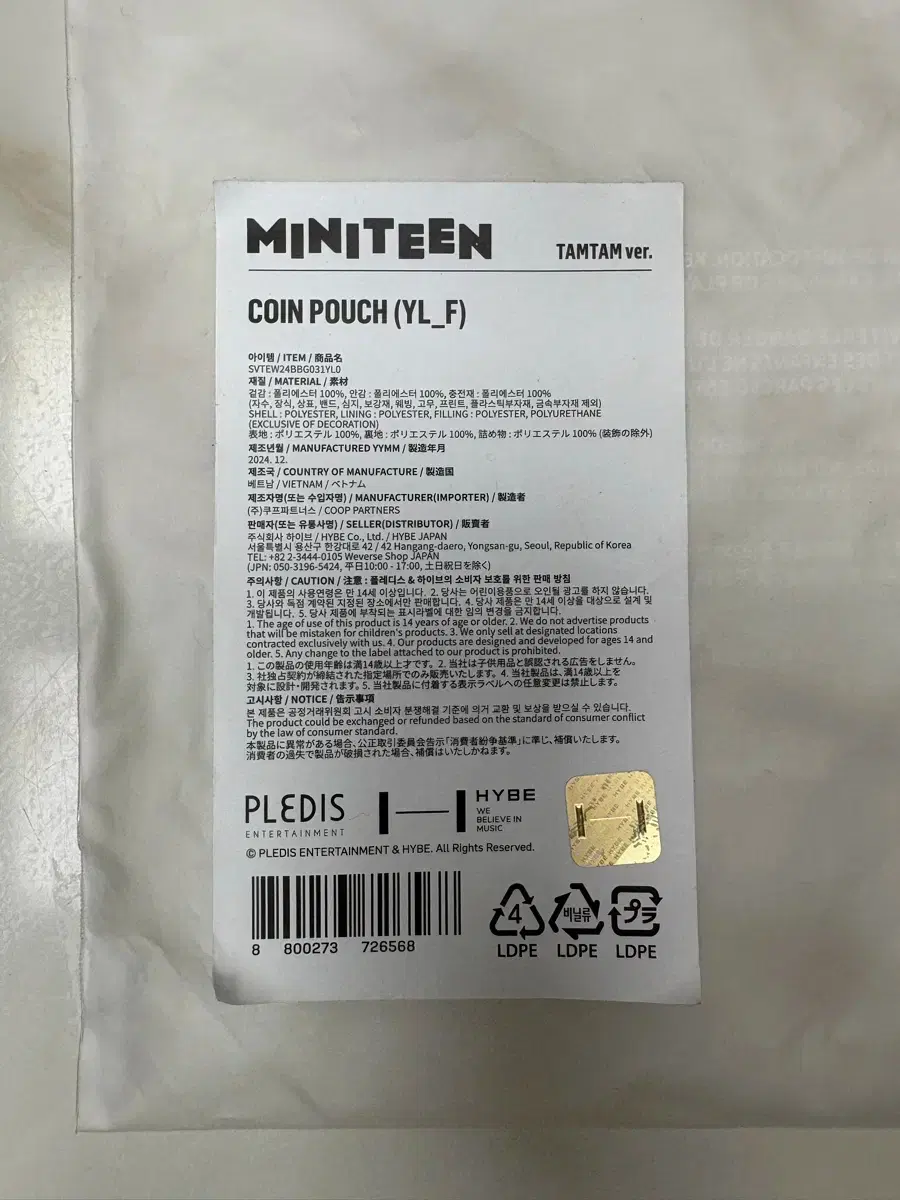 MINITEEN
TAMTAM ver.
COIN POUCH (YL_F)
아이템 / ITEM / 商品名
SVTEW24BBG031YL0
재질 / MATERIAL / 素材
겉감 : 폴리에스터 100%, 안감 : 폴리에스터 100%, 충전재 : 폴리에스터 100%
(자수, 장식, 상표, 밴드, 심지, 보강재, 웨빙, 고무, 프린트, 플라스틱부자재, 금속부자재 제외)
SHELL : POLYESTER, LINING : POLYESTER, FILLING : POLYESTER, POLYURETHANE
(EXCLUSIVE OF DECORATION)
表地 : ポリエステル 100%, 裏地 : ポリエステル 100%, 詰め物 : ポリエステル 100% (装飾の除外)
제조년월 / MANUFACTURED YYMM / 製造年月
2024. 12.
제조국 / COUNTRY OF MANUFACTURE / 製造国
베트남 / VIETNAM / ベトナム
제조자명(또는 수입자명) / MANUFACTURER(IMPORTER) / 製造者
(주)쿠프파트너스 / COOP PARTNERS
판매자(또는 유통사명) / SELLER(DISTRIBUTOR) / 販賣者
주식회사 하이브 / HYBE Co., Ltd. / HYBE JAPAN
서울특별시 용산구 한강대로 42 / 42 Hangang-daero, Yongsan-gu, Seoul, Republic of Korea
TEL: +82 2-3444-0105 Weverse Shop JAPAN
(JPN: 050-3196-5424, 平日10:00 - 17:00, 土日祝日を除く)
주의사항 / CAUTION / 注意 : 플레디스 & 하이브의 소비자 보호를 위한 판매 방침
1. 이 제품의 사용연령은 만 14세 이상입니다. 2. 당사는 어린이용품으로 오인될 광고를 하지 않습니다.
3. 당사와 독점 계약된 지정된 장소에서만 판매합니다. 4. 당사 제품은 만 14세 이상을 대상으로 설계 및
개발됩니다. 5. 당사 제품에 부착되는 표시라벨에 대한 임의 변경을 금지합니다.
1. The age of use of this product is 14 years of age or older. 2. We do not advertise products
that will be mistaken for children's products. 3. We only sell at designated locations
contracted exclusively with us. 4. Our products are designed and developed for ages 14 and
older. 5. Any change to the label attached to our product is prohibited.
1. この製品の使用年齢は満14歳以上才です。2. 当社は子供用品と誤認される広告をしません。
3. 社独占契約が締結された指定場所でのみ販売いたします。 4. 当社製品は、満14歳以上を
対象に設計・開発されます。5. 当社製品に付着する表示ラベルへの任意変更は禁止します。
고시사항 / NOTICE / 告示事項
본 제품은 공정거래위원회 고시 소비자 분쟁해결 기준에 의거 교환 및 보상을 받으실 수 있습니다.
The product could be exchanged or refunded based on the standard of consumer conflict
by the law of consumer standard.
本製品に異常がある場合、公正取引委員会告示「消費者紛争基準」に準じ、補償いたします。
消費者の過失で製品が破損された場合、補償はいたしかねます。
PLEDIS
ENTERTAINMENT
HYBE
WE
BELIEVE IN
MUSIC
© PLEDIS ENTERTAINMENT & HYBE. All Rights Reserved.
8 800273 726568
4
LDPE
비닐류
LDPE
プラ
LDPE